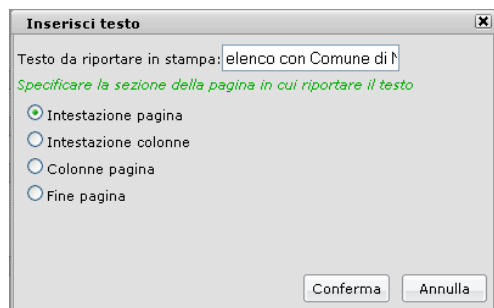 Inserisci testo
Testo da riportare in stampa: elenco con Comune di N
Specificare la sezione della pagina in cui riportare il testo
Intestazione pagina
Intestazione colonne
Colonne pagina
Fine pagina
Conferma Annulla